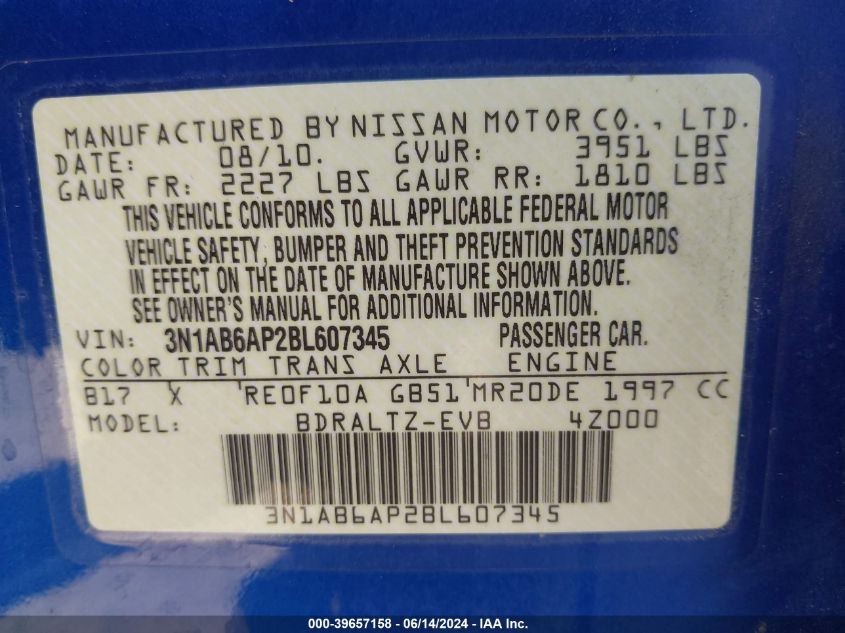 MANUFACTURED BY NISSAN MOTOR CO., LTD.
DATE: 08/10. GVWR: 3951 LBS
GAWR FR: 2227 LBS GAWR RR: 1810 LBS
THIS VEHICLE CONFORMS TO ALL APPLICABLE FEDERAL MOTOR
VEHICLE SAFETY, BUMPER AND THEFT PREVENTION STANDARDS
IN EFFECT ON THE DATE OF MANUFACTURE SHOWN ABOVE.
SEE OWNER'S MANUAL FOR ADDITIONAL INFORMATION.
VIN: 3N1AB6AP2BL607345 PASSENGER CAR.
COLOR TRIM TRANS AXLE ENGINE
B17 X RE0F10A GB51 MR20DE 1997 CC
MODEL: BDRALTZ-EVB 4Z000
3N1AB6AP2BL607345
000-39657158 - 06/14/2024 - IAA Inc.